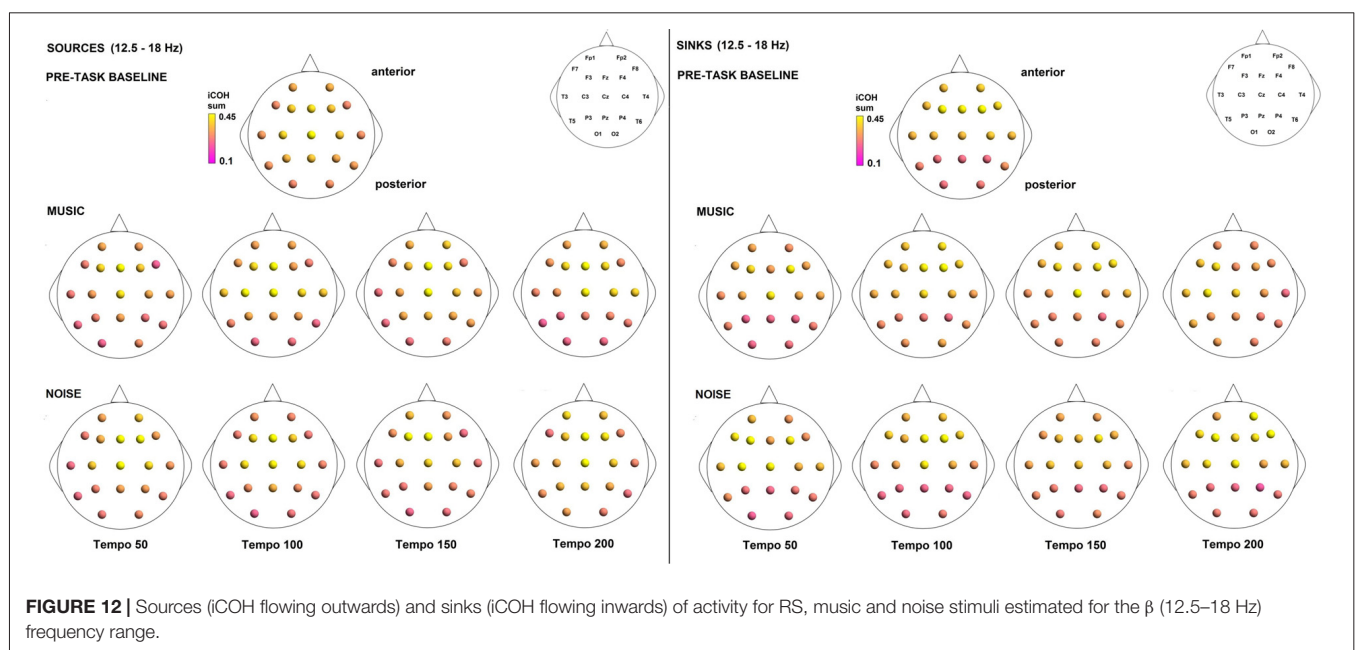 SOURCES (12.5 - 18 Hz)
PRE-TASK BASELINE
anterior
iCOH
sum
0.45
0.1
posterior
Fp1 Fp2
F7 F8
F3 Fz F4
T3 C3 Cz C4 T4
T5 P3 Pz P4 T6
O1 O2
MUSIC
NOISE
Tempo 50 Tempo 100 Tempo 150 Tempo 200
SINKS (12.5 - 18 Hz)
PRE-TASK BASELINE
anterior
iCOH
sum
0.45
0.1
posterior
Fp1 Fp2
F7 F8
F3 Fz F4
T3 C3 Cz C4 T4
T5 P3 Pz P4 T6
O1 O2
MUSIC
NOISE
Tempo 50 Tempo 100 Tempo 150 Tempo 200
FIGURE 12 | Sources (iCOH flowing outwards) and sinks (iCOH flowing inwards) of activity for RS, music and noise stimuli estimated for the β (12.5–18 Hz)
frequency range.